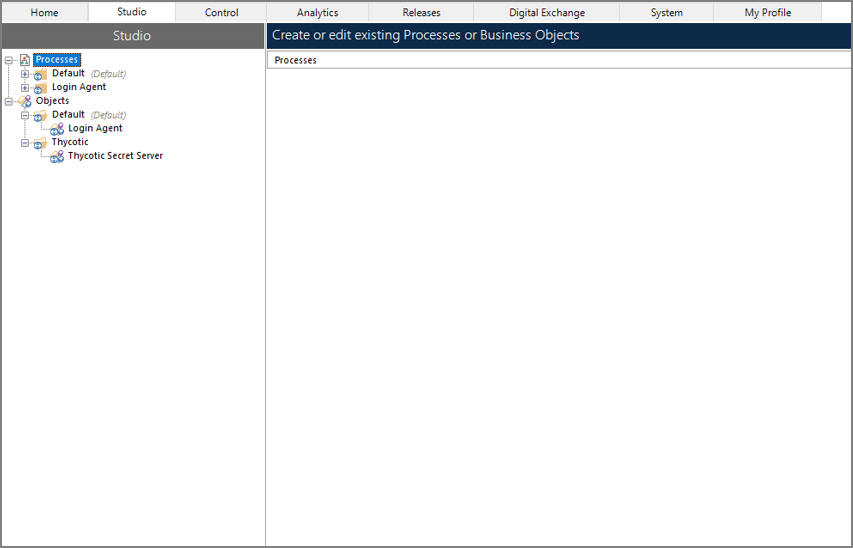 Home Studio Control Analytics Releases Digital Exchange System My Profile
Studio
Create or edit existing Processes or Business Objects
Processes
Processes
Default (Default)
Login Agent
Objects
Default (Default)
Login Agent
Thycotic
Thycotic Secret Server